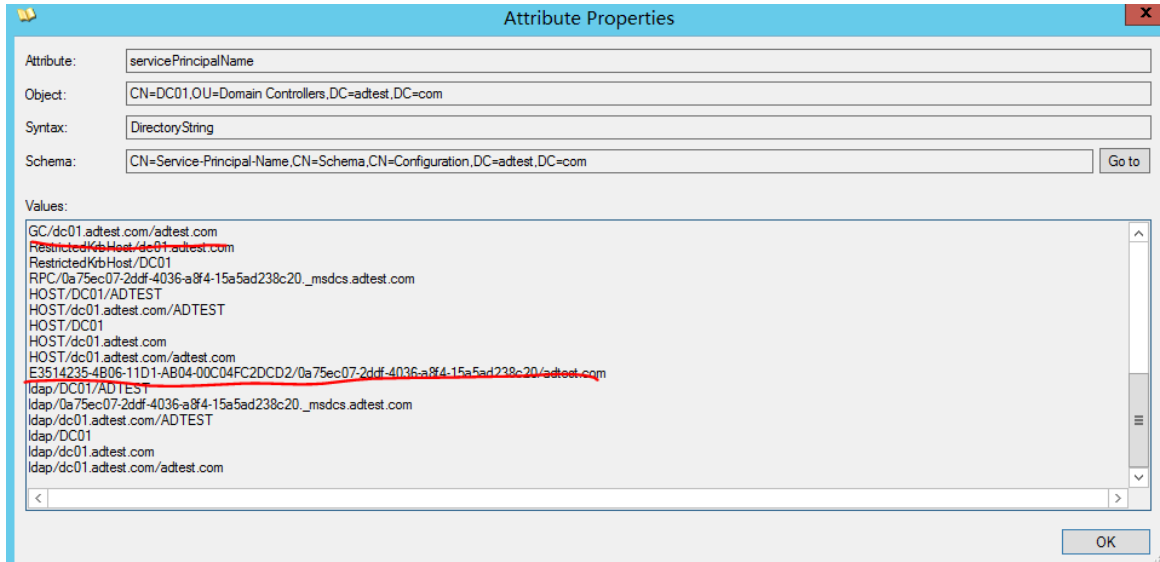 Attribute Properties
x
Attribute:
servicePrincipalName
Object:
CN=DC01,OU=Domain Controllers,DC=adtest,DC=com
Syntax:
DirectoryString
Schema:
CN=Service-Principal-Name,CN=Schema,CN=Configuration,DC=adtest,DC=com
Go to
Values:
GC/dc01.adtest.com/adtest.com
RestrictedKrbHost/dc01.adtest.com
RestrictedKrbHost/DC01
RPC/0a75ec07-2ddf-4036-a8f4-15a5ad238c20._msdcs.adtest.com
HOST/DC01/ADTEST
HOST/dc01.adtest.com/ADTEST
HOST/DC01
HOST/dc01.adtest.com
HOST/dc01.adtest.com/adtest.com
E3514235-4B06-11D1-AB04-00C04FC2DCD2/0a75ec07-2ddf-4036-a8f4-15a5ad238c20/adtest.com
ldap/DC01/ADTEST
ldap/0a75ec07-2ddf-4036-a8f4-15a5ad238c20._msdcs.adtest.com
ldap/dc01.adtest.com/ADTEST
ldap/DC01
ldap/dc01.adtest.com
ldap/dc01.adtest.com/adtest.com
OK